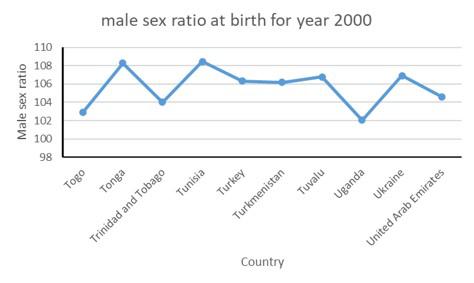 male sex ratio at birth for year 2000
Male sex ratio
110
108
106
104
102
100
98
Togo
Tonga
Trinidad and Tobago
Tunisia
Turkey
Turkmenistan
Tuvalu
Uganda
Ukraine
United Arab Emirates
Country